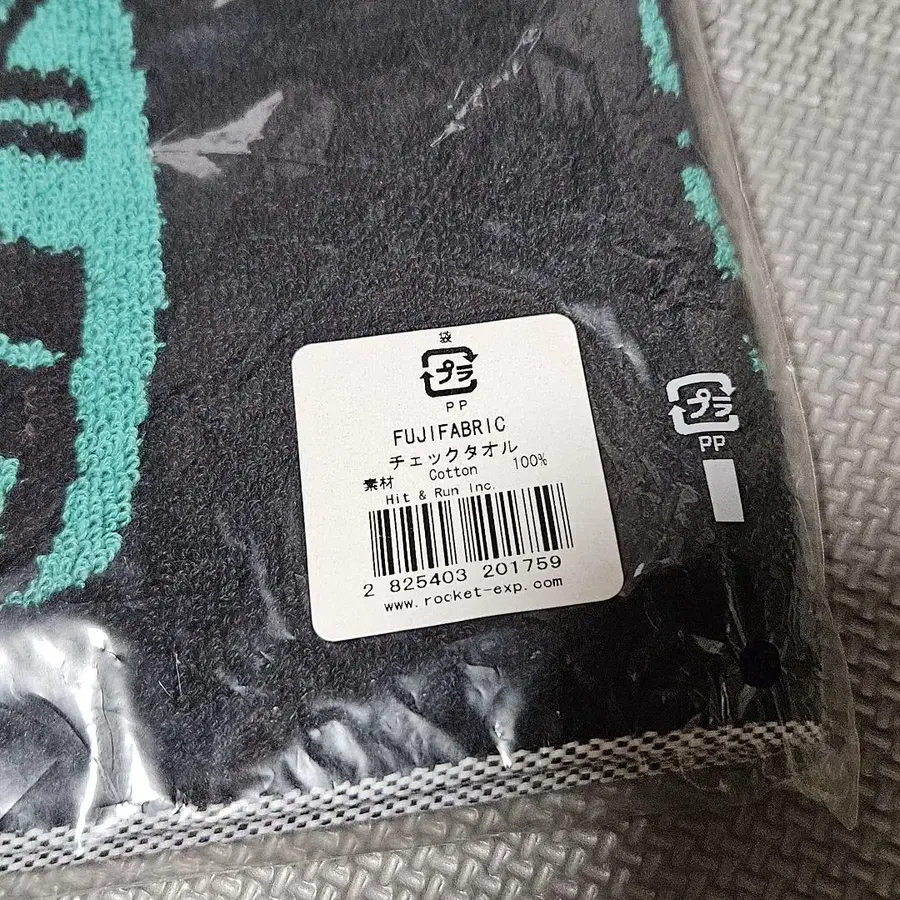 袋
プラ
PP
FUJIFABRIC
チェックタオル
素材 Cotton 100%
Hit & Run Inc.
2 825403 201759
www.rocket-exp.com
プラ
PP